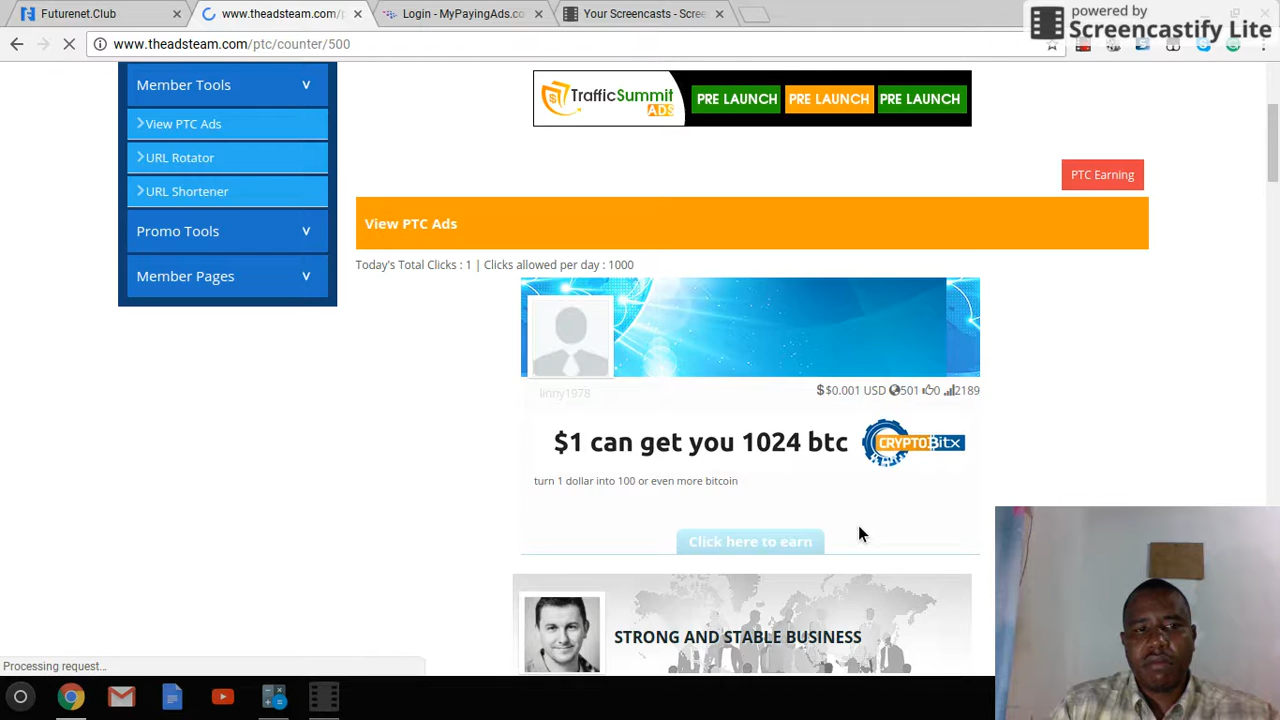 Futurenet.Club
www.theadsteam.com/p
Login - MyPayingAds.co
Your Screencasts - Scree
powered by
Screencastify Lite
www.theadsteam.com/ptc/counter/500
Member Tools
View PTC Ads
URL Rotator
URL Shortener
Promo Tools
Member Pages
TrafficSummit
ADS
PRE LAUNCH
PRE LAUNCH
PRE LAUNCH
PTC Earning
View PTC Ads
Today's Total Clicks : 1 | Clicks allowed per day : 1000
linny1978
$$0.001 USD 501 0 2189
$1 can get you 1024 btc
CRYPTOBitx
turn 1 dollar into 100 or even more bitcoin
Click here to earn
STRONG AND STABLE BUSINESS
Processing request...